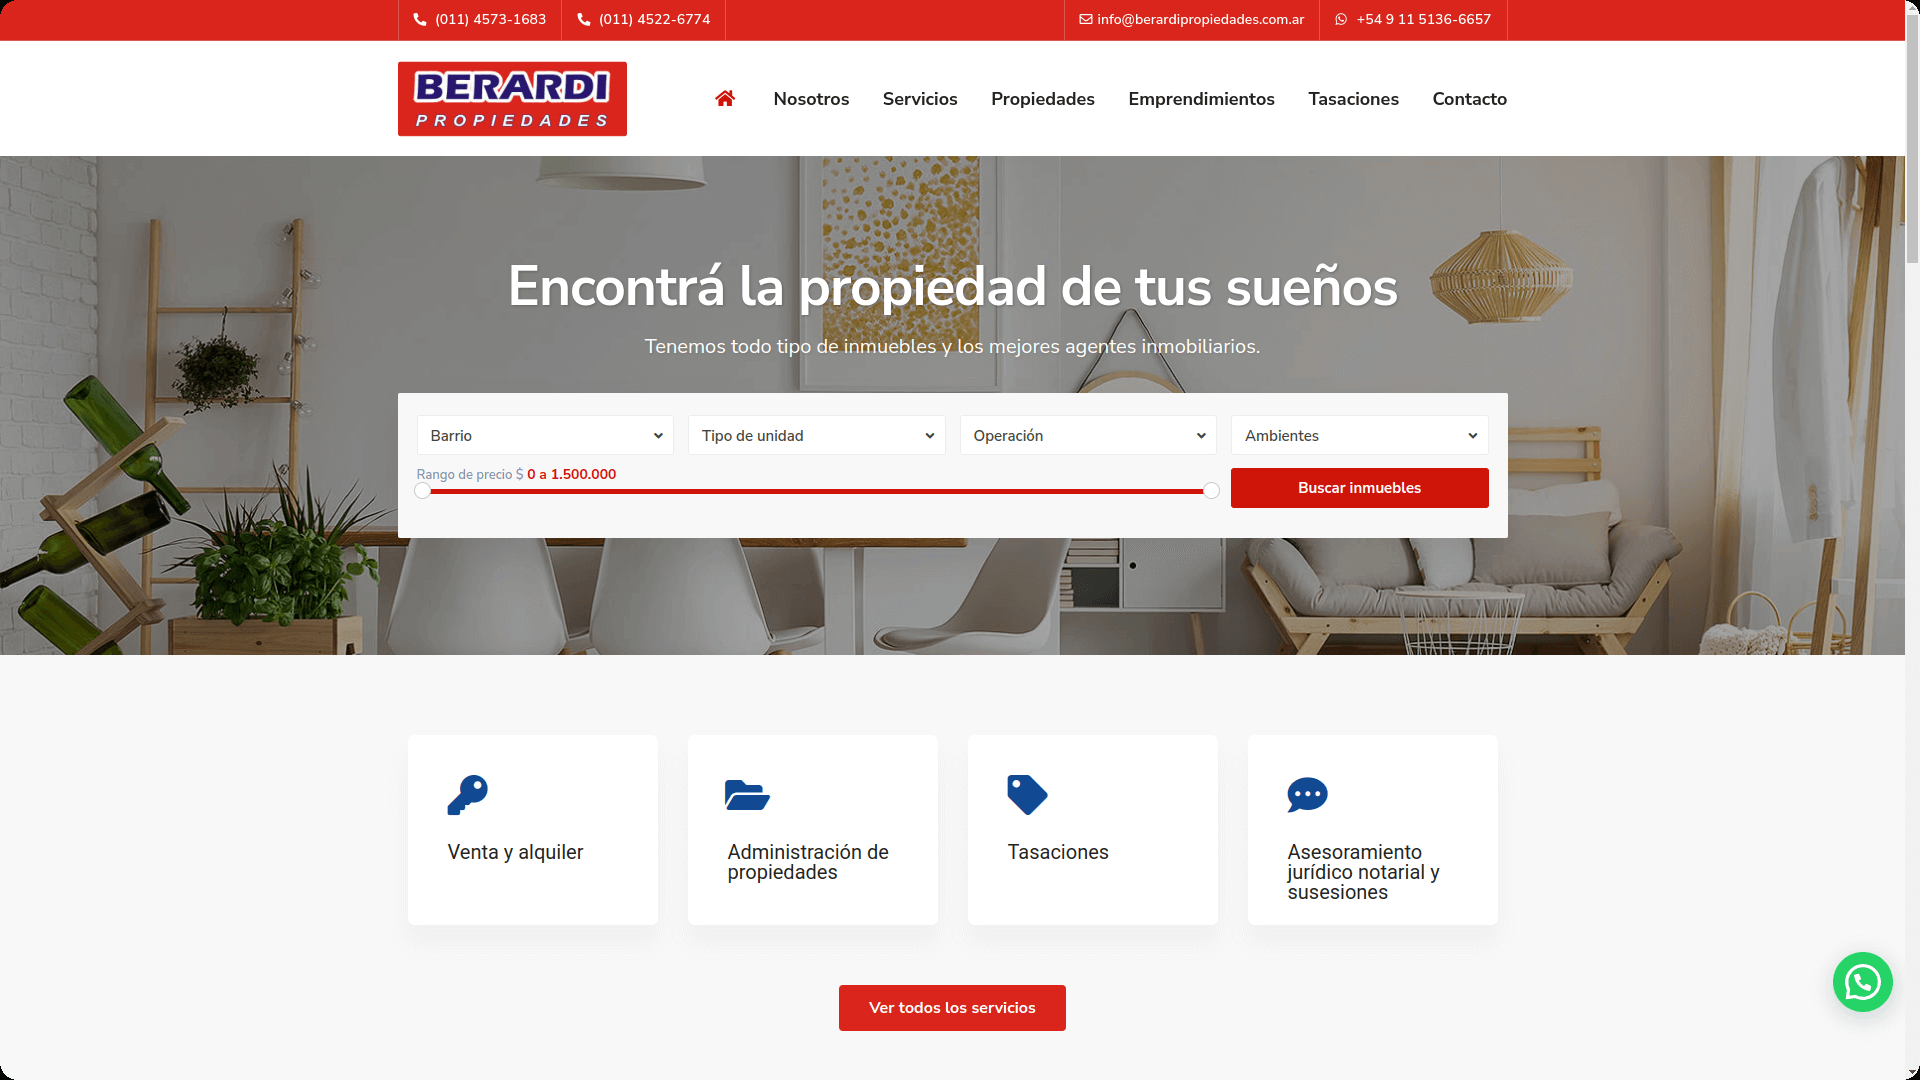 (011) 4573-1683
(011) 4522-6774
info@berardipropiedades.com.ar
+54 9 11 5136-6657
BERARDI
PROPIEDADES
Nosotros
Servicios
Propiedades
Emprendimientos
Tasaciones
Contacto
Encontrá la propiedad de tus sueños
Tenemos todo tipo de inmuebles y los mejores agentes inmobiliarios.
Barrio
Tipo de unidad
Operación
Ambientes
Rango de precio $ 0 a 1.500.000
Buscar inmuebles
Venta y alquiler
Administración de
propiedades
Tasaciones
Asesoramiento
jurídico notarial y
susesiones
Ver todos los servicios